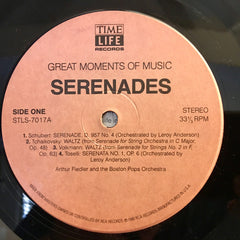 TIME
LIFE
RECORDS
GREAT MOMENTS OF MUSIC
SERENADES
SIDE ONE
STLS-7017A
STEREO
33⅓ RPM
1. Schubert: SERENADE, D. 957 No. 4 (Orchestrated by Leroy Anderson)
2. Tchaikovsky: WALTZ (from Serenade for String Orchestra in C Major,
Op. 48) 3. Volkmann: WALTZ (from Serenade for Strings No. 2 in F,
Op. 63) 4. Toselli: SERENATA NO. 1, OP. 6 (Orchestrated by
Leroy Anderson)
Arthur Fiedler and the Boston Pops Orchestra